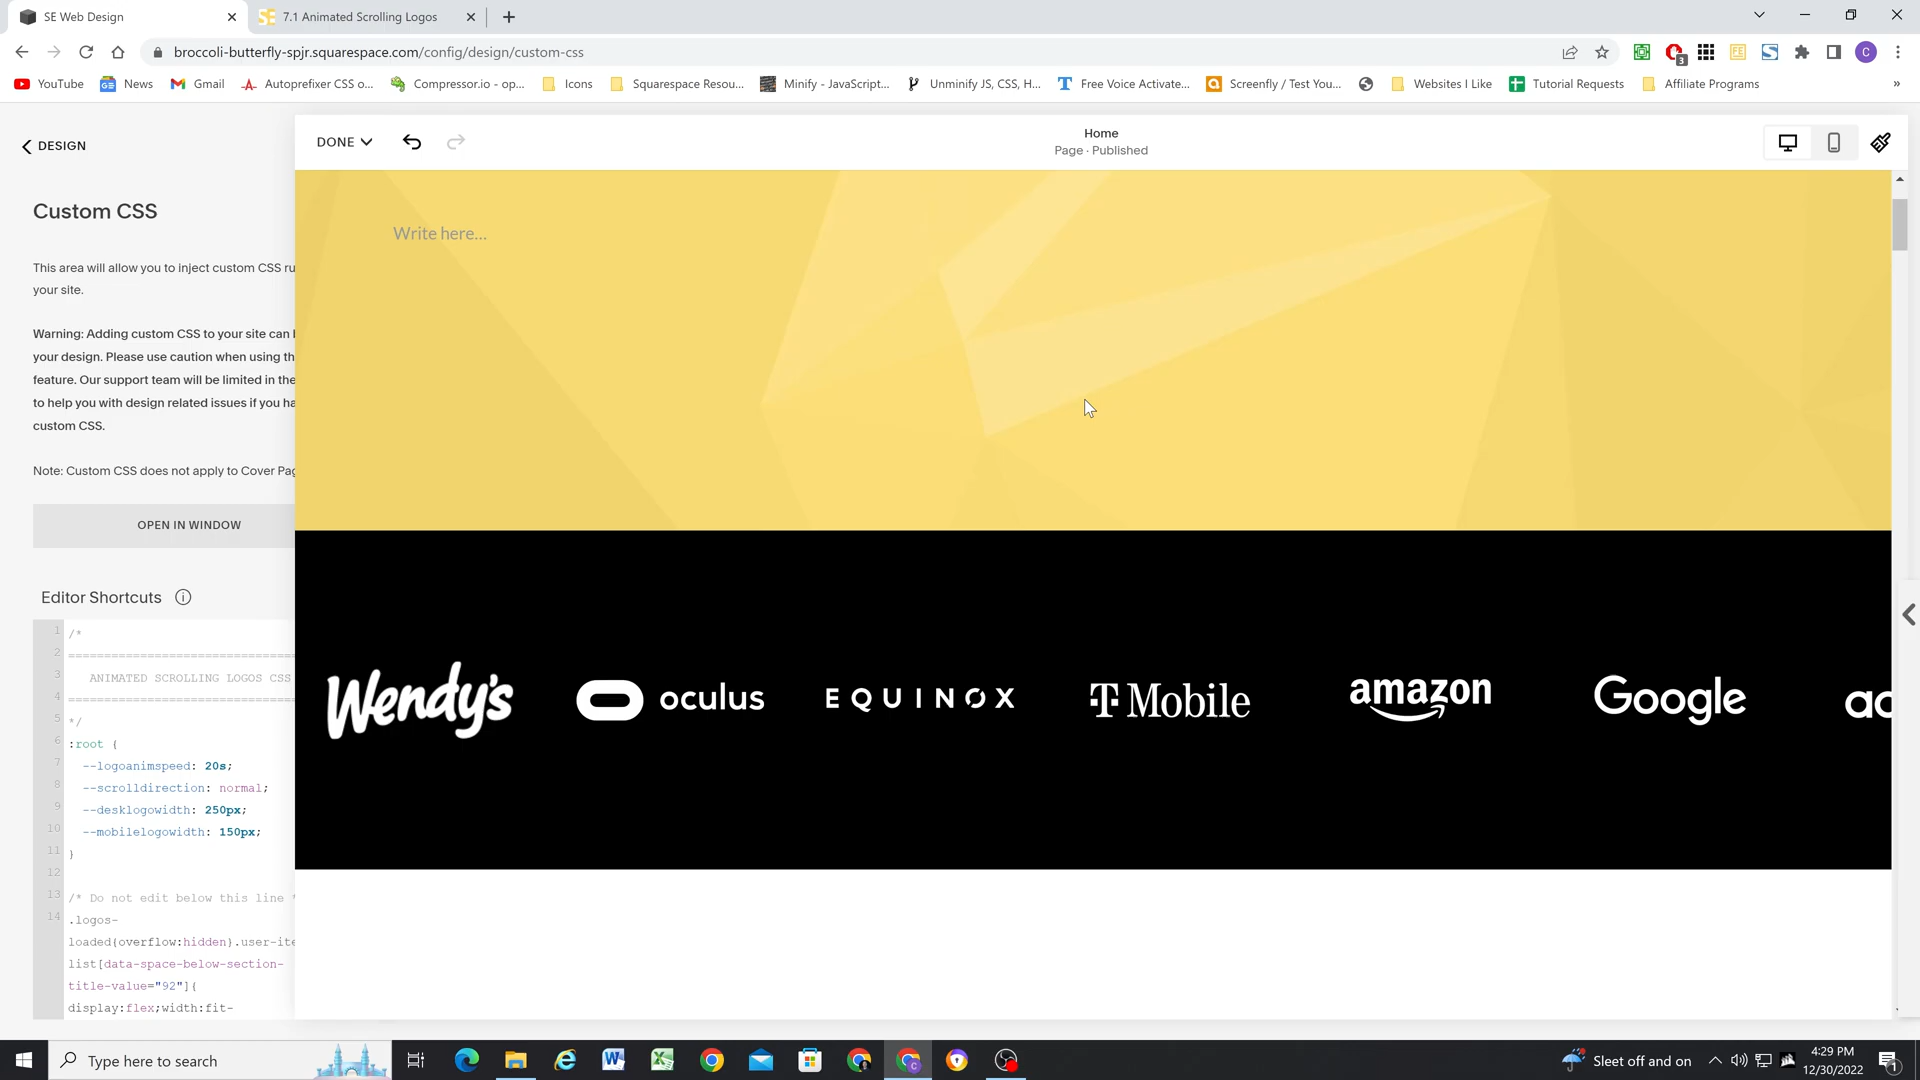 SE Web Design
7.1 Animated Scrolling Logos
broccoli-butterfly-spjr.squarespace.com/config/design/custom-css
YouTube
News
Gmail
Autoprefixer CSS o...
Compressor.io - op...
Icons
Squarespace Resou...
Minify - JavaScript...
Unminify JS, CSS, H...
Free Voice Activate...
Screenfly / Test You...
Websites I Like
Tutorial Requests
Affiliate Programs
»
DESIGN
DONE
Home
Page · Published
Custom CSS
This area will allow you to inject custom CSS ru
your site.
Warning: Adding custom CSS to your site can
your design. Please use caution when using th
feature. Our support team will be limited in the
to help you with design related issues if you ha
custom CSS.
Note: Custom CSS does not apply to Cover Pag
OPEN IN WINDOW
Editor Shortcuts
Write here...
Wendy's
oculus
EQUINOX
T Mobile
amazon
Google
1 /*
2 ================================
3 ANIMATED SCROLLING LOGOS CSS
4 ================================
5 */
6 :root {
7 --logoanimspeed: 20s;
8 --scrolldirection: normal;
9 --desklogowidth: 250px;
10 --mobilelogowidth: 150px;
11 }
12
13 /* Do not edit below this line
14 .logos-
loaded{overflow:hidden}.user-ite
list[data-space-below-section-
title-value="92"]{
display:flex;width:fit-
Type here to search
Sleet off and on
4:29 PM
12/30/2022